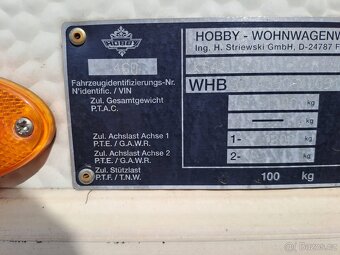 HOBBY
HOBBY - WOHNWAGENW
Ing. H. Striewski GmbH, D-24787 F
Fahrzeugidentifizierungs-Nr.
N°identific. / VIN
WHB
Zul. Gesamtgewicht
P.T.A.C.
kg
kg
Zul. Achslast Achse 1
P.T.E / G.A.W.R.
1-
kg
Zul. Achslast Achse 2
P.T.E. / G.A.W.R.
2-
kg
Zul. Stützlast
P.T.F. / T.N.W.
100 kg